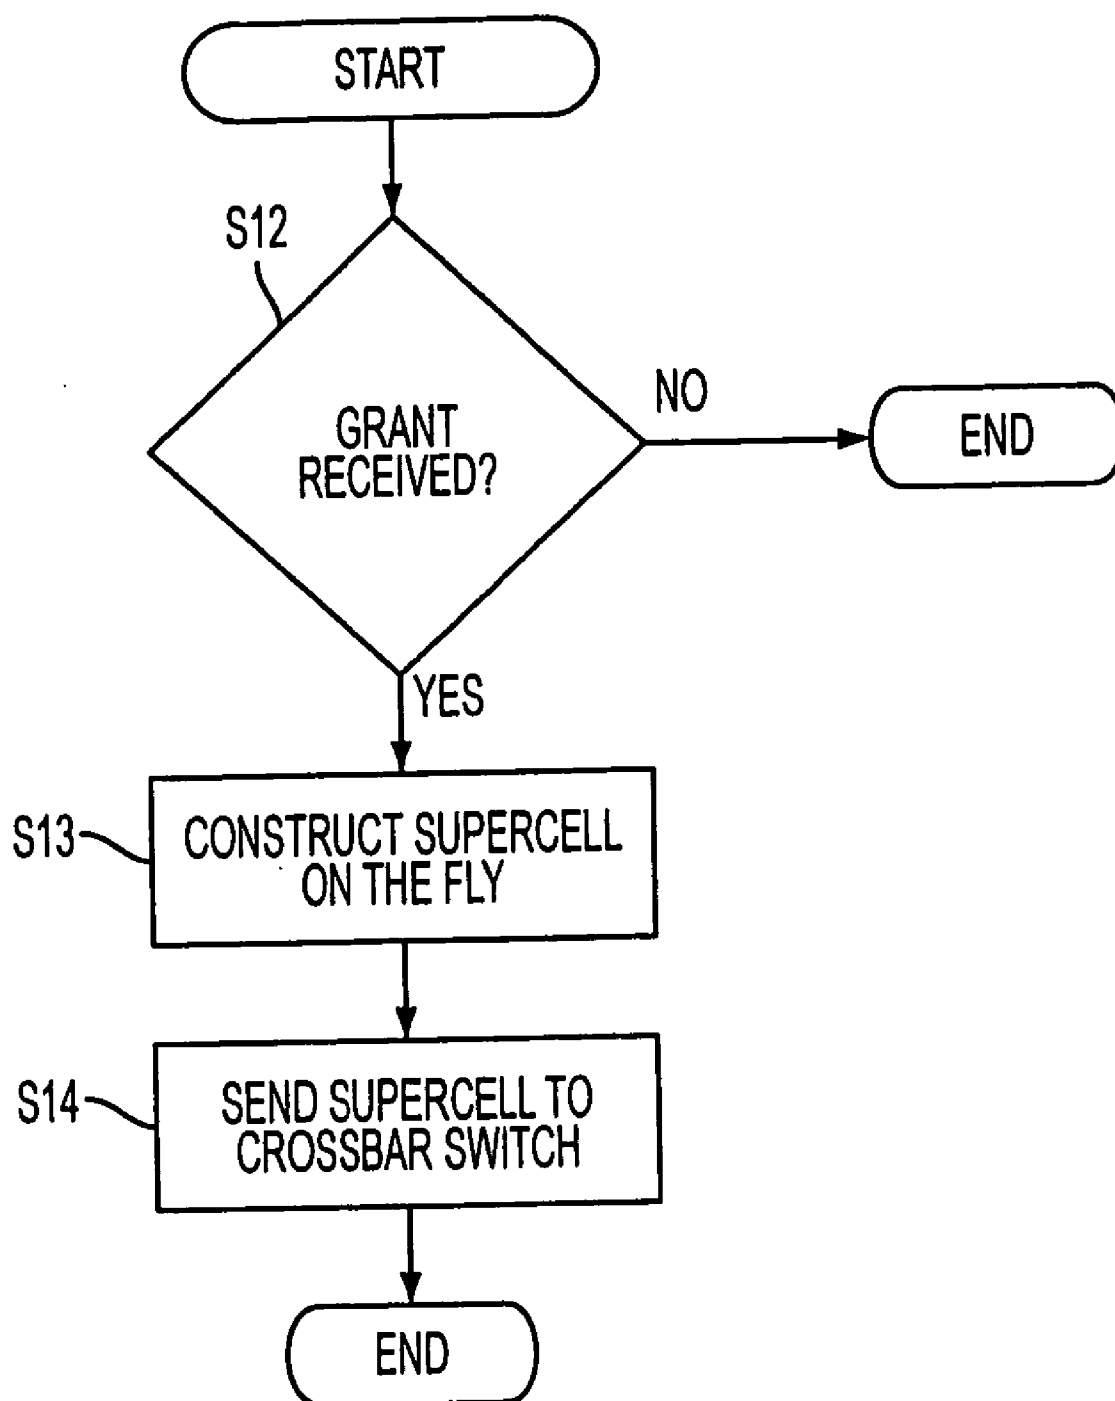 START
S12
GRANT
RECEIVED?
NO
END
YES
S13
CONSTRUCT SUPERCELL
ON THE FLY
S14
SEND SUPERCELL TO
CROSSBAR SWITCH
END